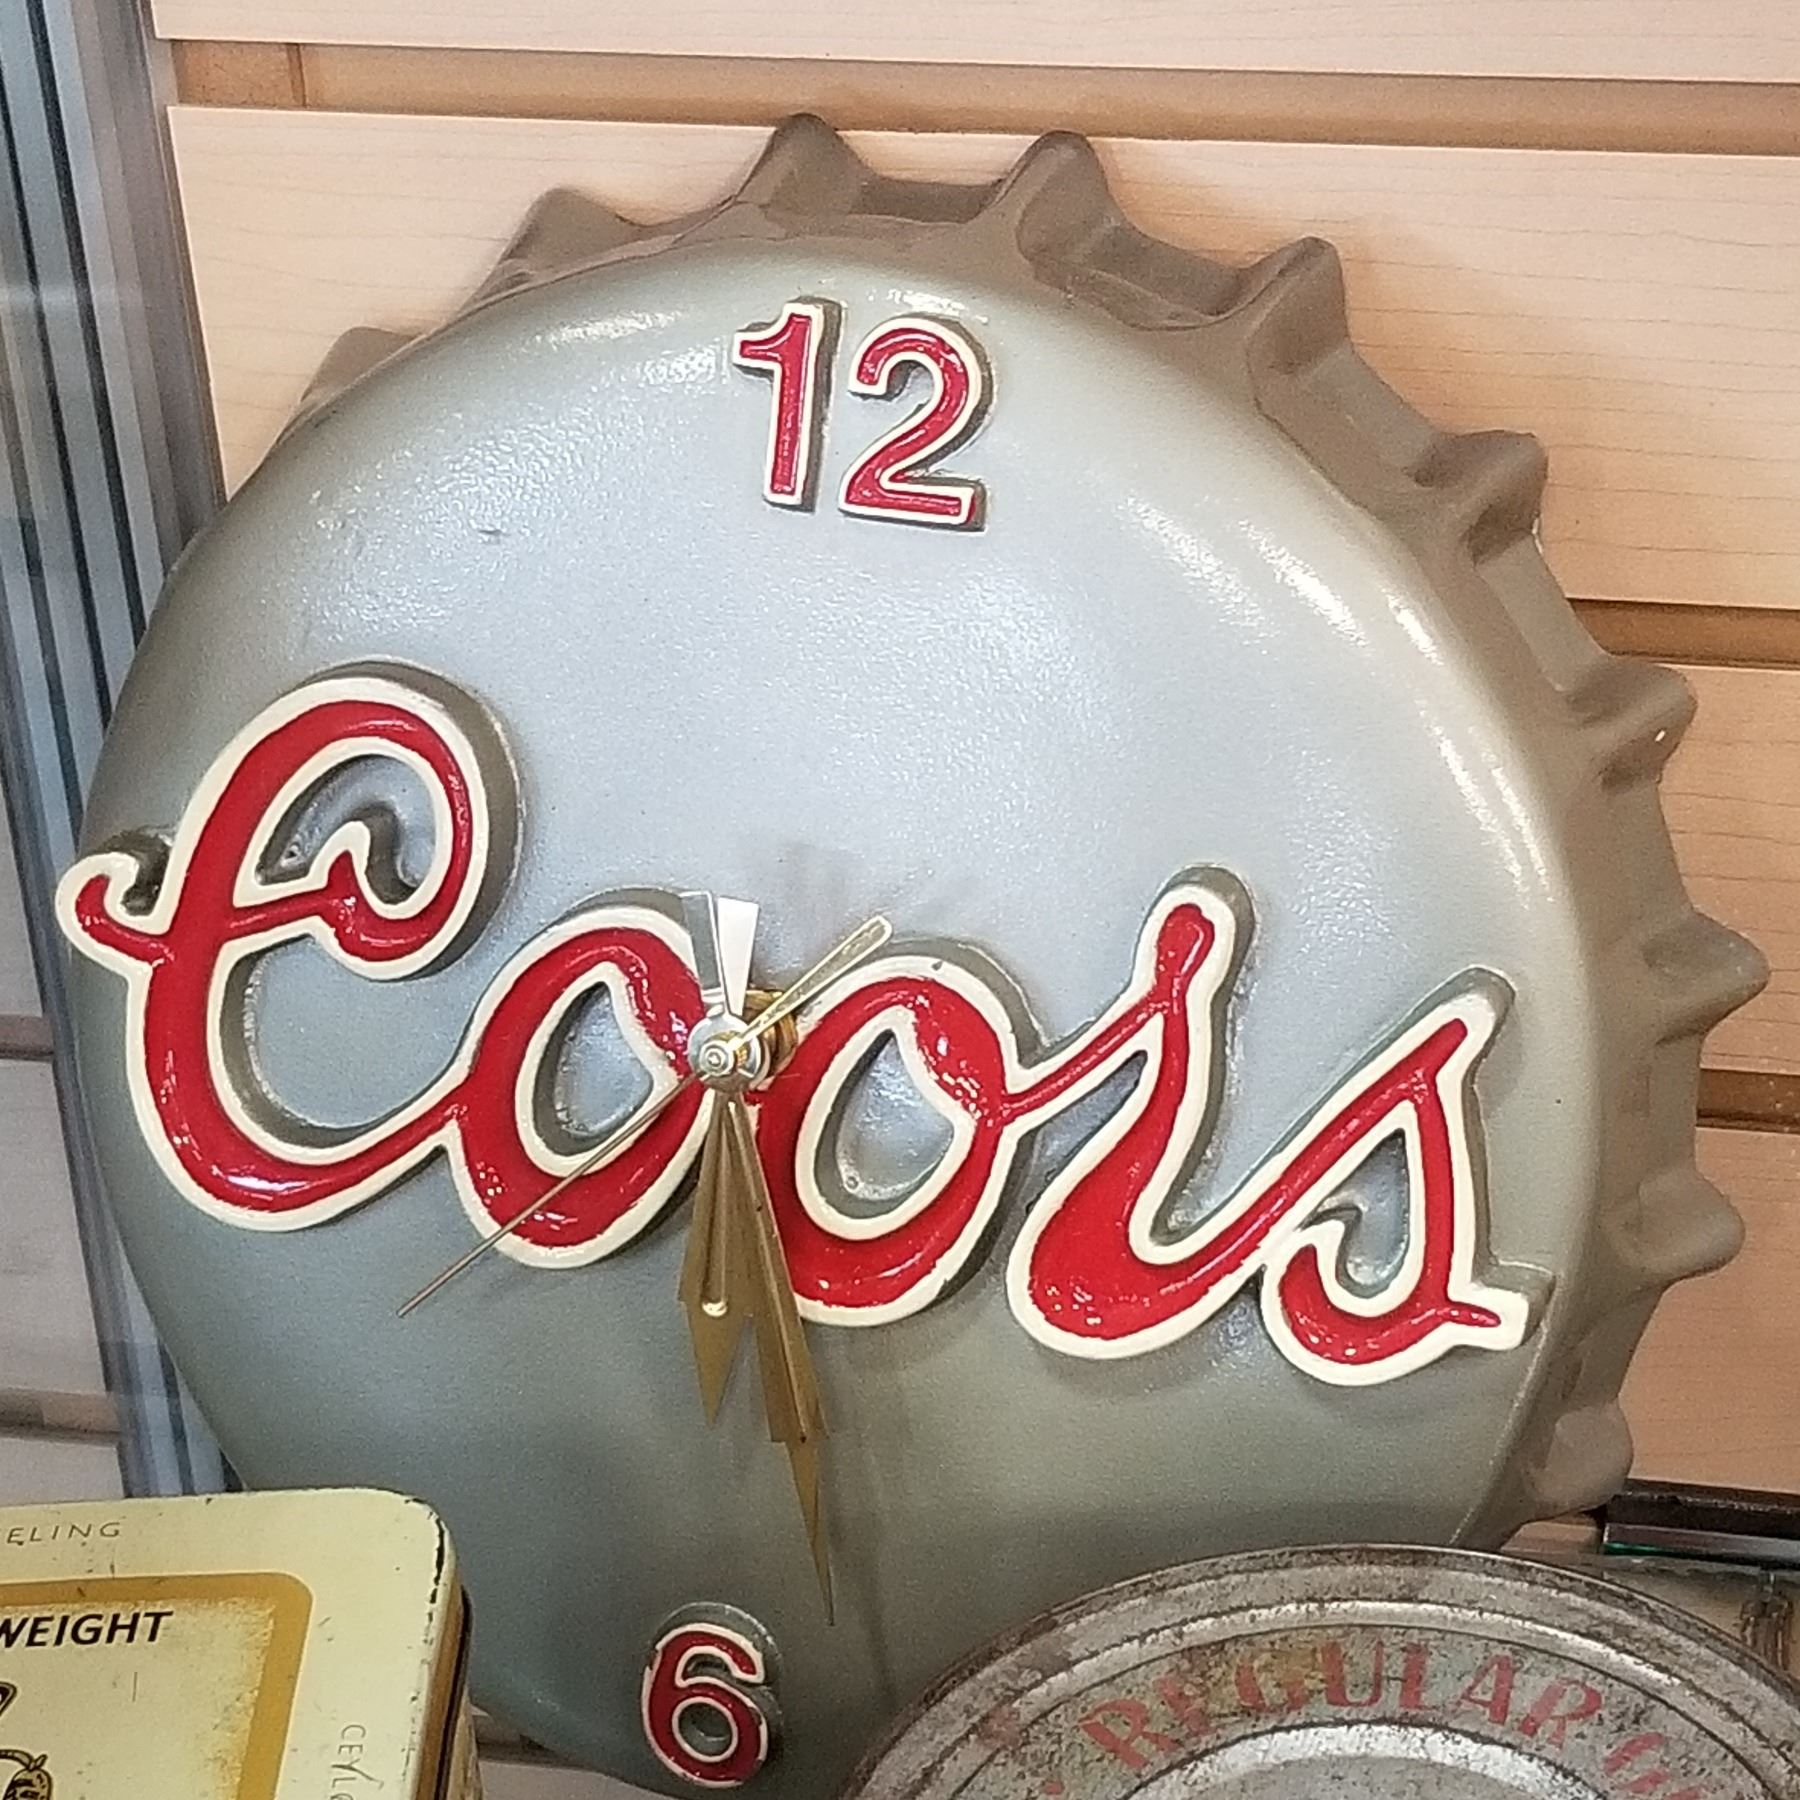 12
Coors
6
WEIGHT
REGULAR